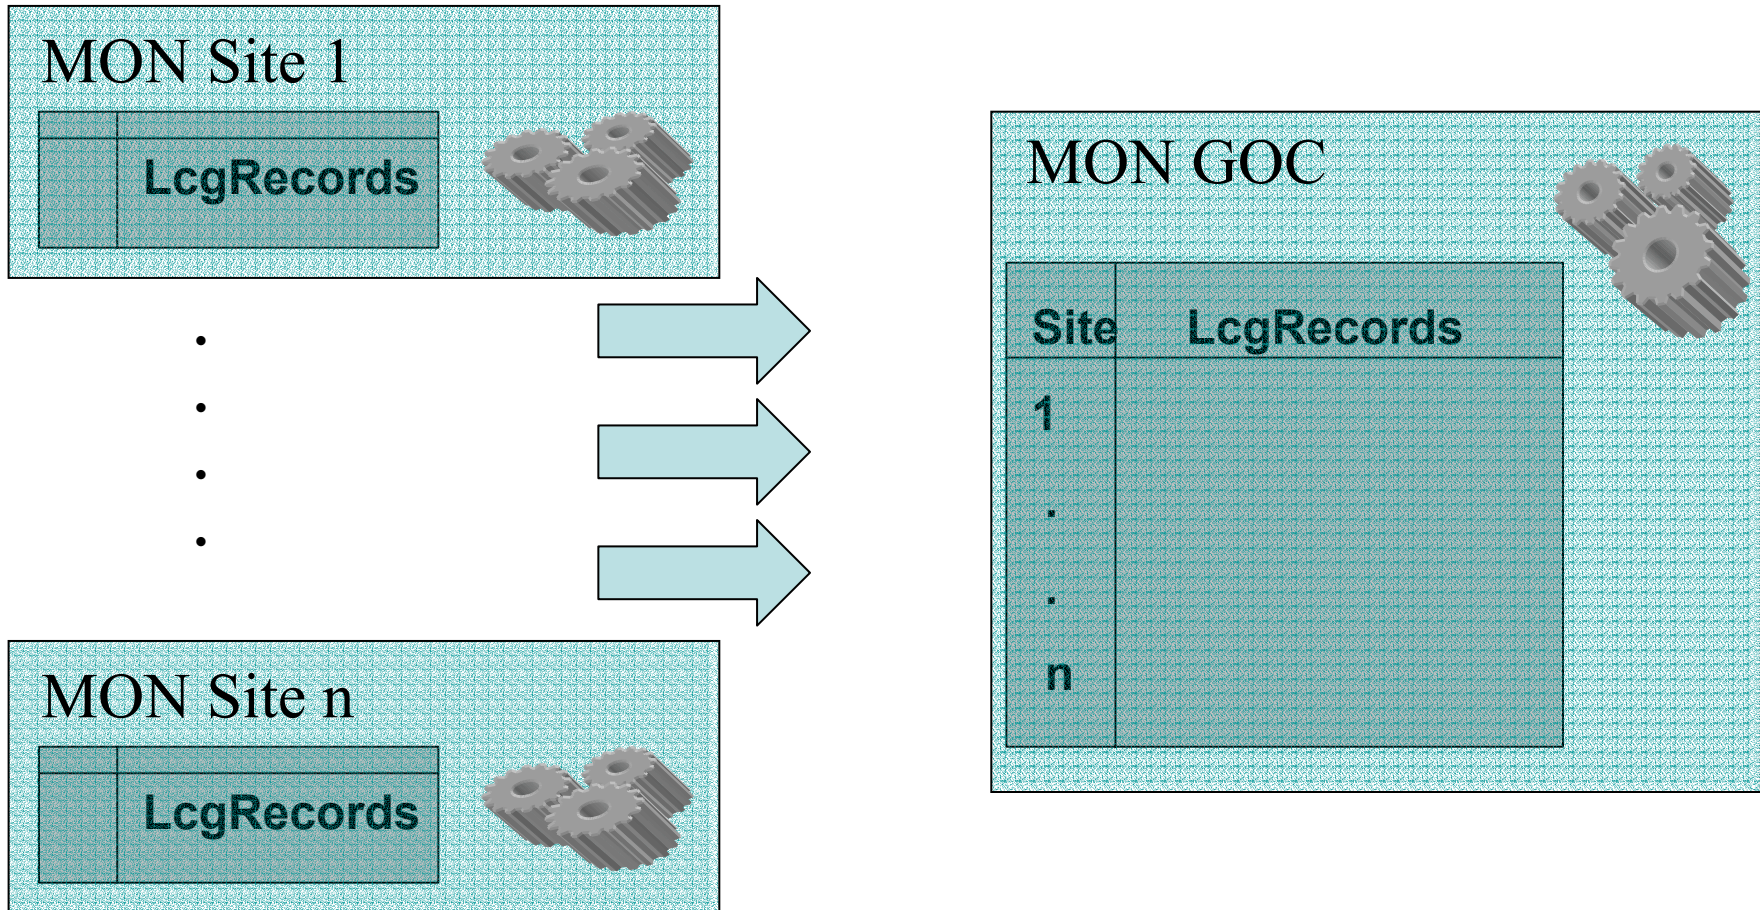 MON Site 1
LcgRecords
.
.
.
.
MON Site n
LcgRecords
MON GOC
Site LcgRecords
1
.
.
n